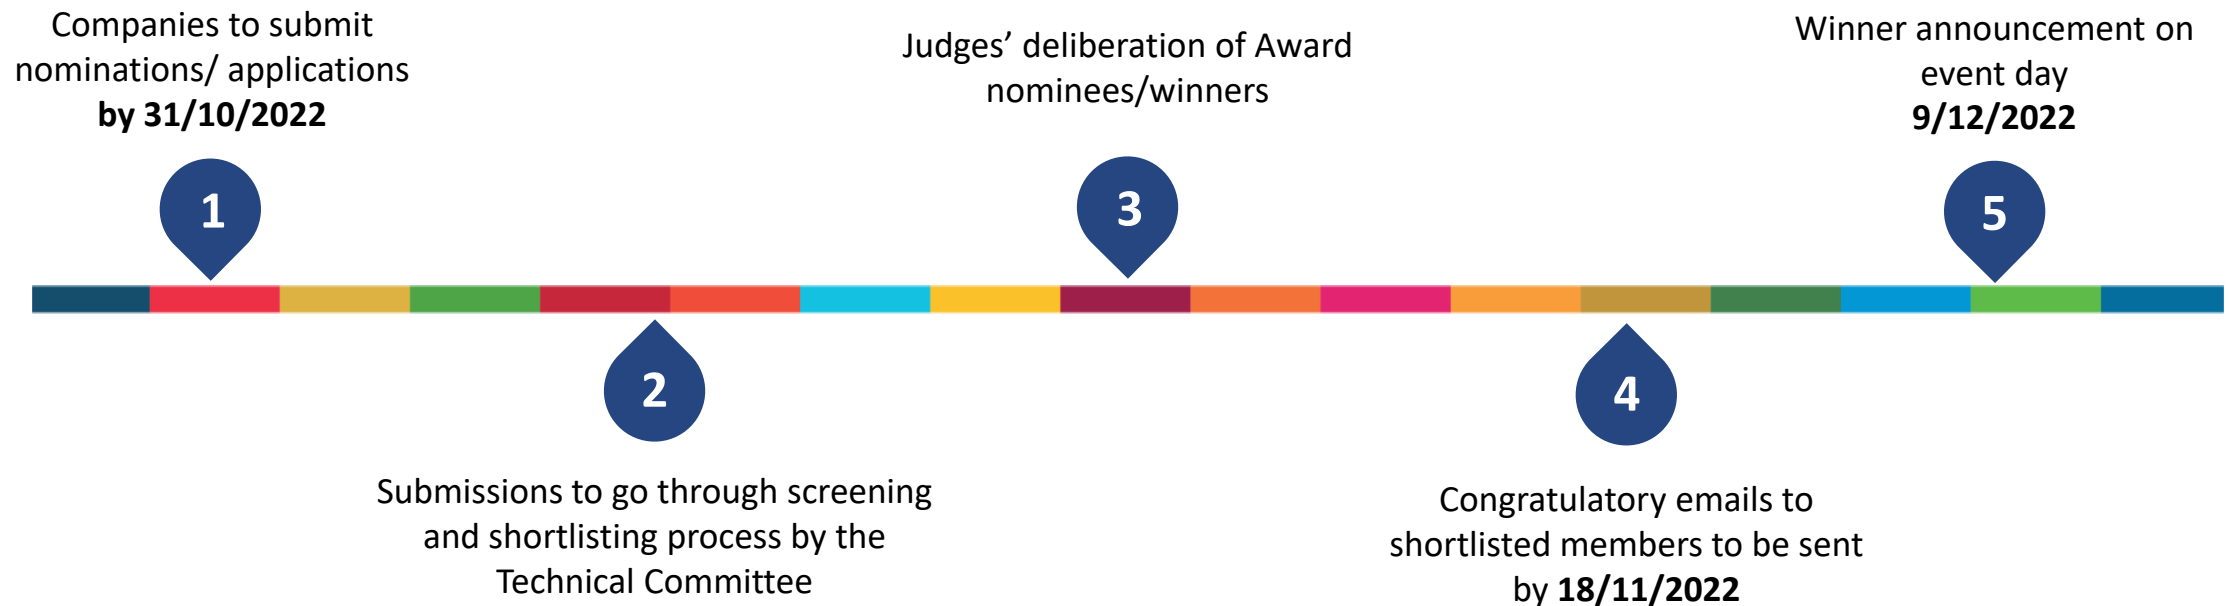 Companies to submit
nominations/ applications
by 31/10/2022
1
Submissions to go through screening
and shortlisting process by the
Technical Committee
2
Judges’ deliberation of Award
nominees/winners
3
Congratulatory emails to
shortlisted members to be sent
by 18/11/2022
4
Winner announcement on
event day
9/12/2022
5